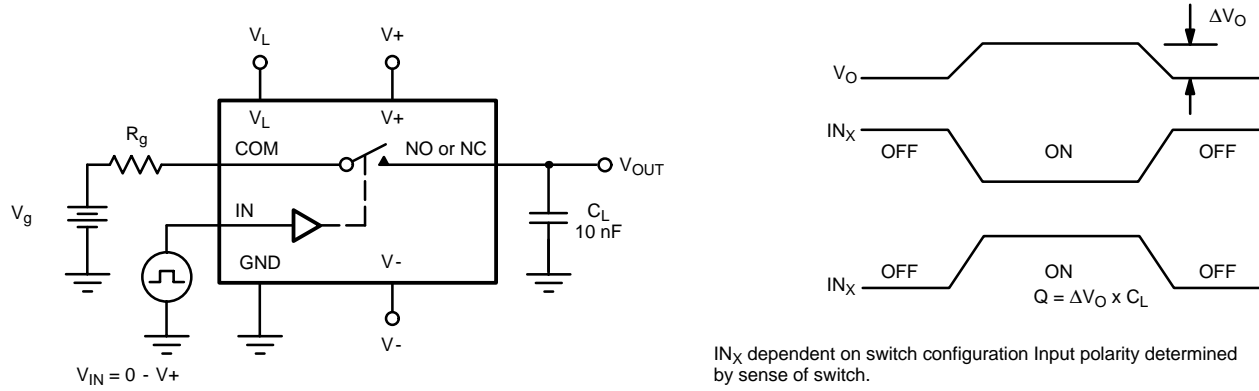 V_L V+
V_L V+
R_g
COM NO or NC
V_OUT
V_g
IN
C_L
10 nF
GND V-
V-
V_IN = 0 - V+
ΔV_O
V_O
IN_X
OFF ON OFF
OFF ON OFF
IN_X
Q = ΔV_O x C_L
IN_X dependent on switch configuration Input polarity determined
by sense of switch.